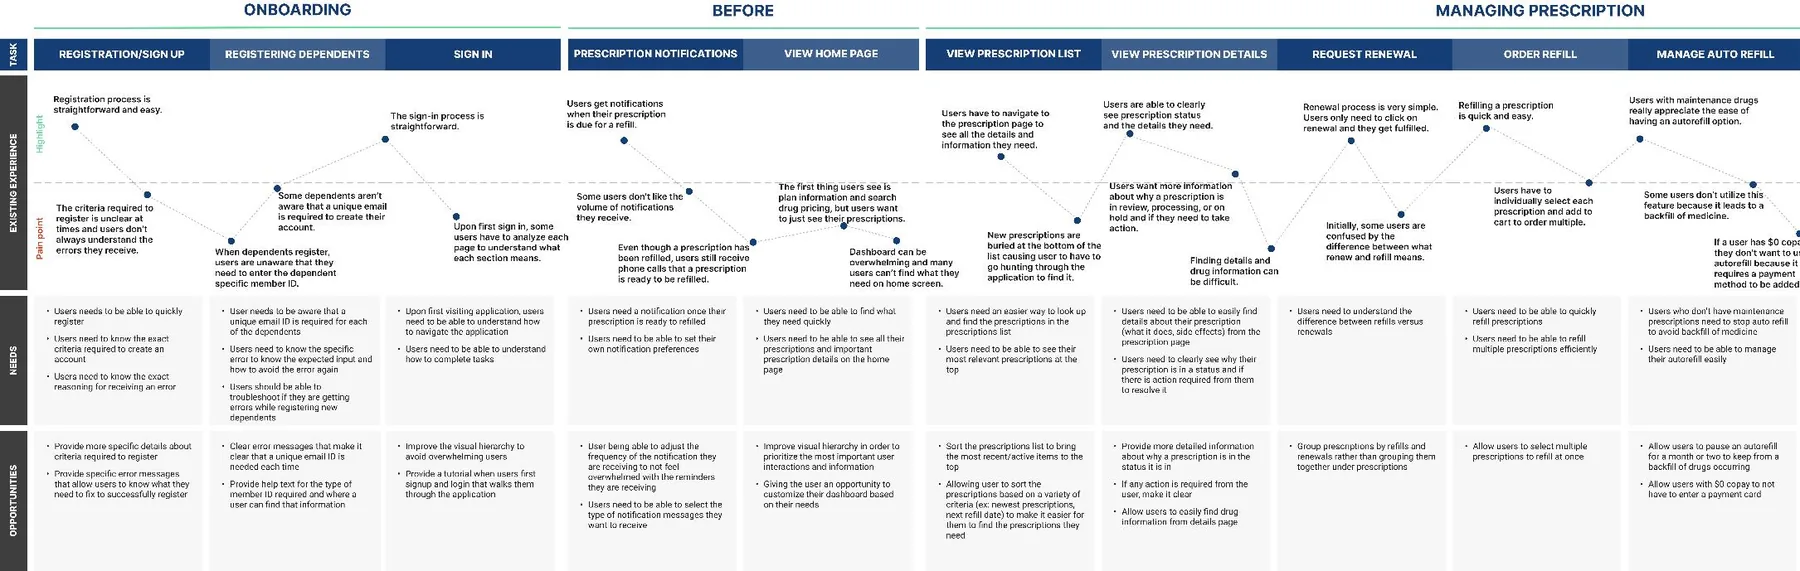 ONBOARDING
BEFORE
MANAGING PRESCRIPTION
TASK
REGISTRATION/SIGN UP
REGISTERING DEPENDENTS
SIGN IN
PRESCRIPTION NOTIFICATIONS
VIEW HOME PAGE
VIEW PRESCRIPTION LIST
VIEW PRESCRIPTION DETAILS
REQUEST RENEWAL
ORDER REFILL
MANAGE AUTO REFILL
EXISTING EXPERIENCE
Highlight
Pain point
Registration process is
straightforward and easy.
The criteria required to
register is unclear at
times and users don't
always understand the
errors they receive.
When dependents register,
users are unaware that they
need to enter the dependent
specific member ID.
Some dependents aren't
aware that a unique email
is required to create their
account.
The sign-in process is
straightforward.
Upon first sign in, some
users have to analyze each
page to understand what
each section means.
Users get notifications
when their prescription
is due for a refill.
Some users don't like the
volume of notifications
they receive.
Even though a prescription has
been refilled, users still receive
phone calls that a prescription
is ready to be refilled.
The first thing users see is
plan information and search
drug pricing, but users want
to just see their prescriptions.
Dashboard can be
overwhelming and many
users can't find what they
need on home screen.
Users have to navigate to
the prescription page to
see all the details and
information they need.
New prescriptions are
buried at the bottom of the
list causing user to have to
go hunting through the
application to find it.
Users are able to clearly
see prescription status
and the details they need.
Users want more information
about why a prescription is
in review, processing, or on
hold and if they need to take
action.
Finding details and
drug information can
be difficult.
Renewal process is very simple.
Users only need to click on
renewal and they get fulfilled.
Initially, some users are
confused by the
difference between what
renew and refill means.
Refilling a prescription
is quick and easy.
Users have to
individually select each
prescription and add to
cart to order multiple.
Users with maintenance drugs
really appreciate the ease of
having an autorefill option.
Some users don't utilize this
feature because it leads to a
backfill of medicine.
If a user has $0 copa
they don't want to u
autorefill because it
requires a payment
method to be added
NEEDS
• Users needs to be able to quickly
register
• Users need to know the exact
criteria required to create an
account
• Users need to know the exact
reasoning for receiving an error
• User needs to be aware that a
unique email ID is required for each
of the dependents
• Users need to know the specific
error to know the expected input and
how to avoid the error again
• Users should be able to
troubleshoot if they are getting
errors while registering new
dependents
• Upon first visiting application, users
need to be able to understand how
to navigate the application
• Users need to be able to understand
how to complete tasks
• Users need a notification once their
prescription is ready to refilled
• Users need to be able to set their
own notification preferences
• Users need to be able to find what
they need quickly
• Users need to be able to see all their
prescriptions and important
prescription details on the home
page
• Users need an easier way to look up
and find the prescriptions in the
prescriptions list
• Users need to be able to see their
most relevant prescriptions at the
top
• Users need to be able to easily find
details about their prescription
(what it does, side effects) from the
prescription page
• Users need to clearly see why their
prescription is in a status and if
there is action required from them
to resolve it
• Users need to understand the
difference between refills versus
renewals
• Users need to be able to quickly
refill prescriptions
• Users need to be able to refill
multiple prescriptions efficiently
• Users who don't have maintenance
prescriptions need to stop auto refill
to avoid backfill of medicine
• Users need to be able to manage
their autorefill easily
OPPORTUNITIES
• Provide more specific details about
criteria required to register
• Provide specific error messages
that allow users to know what they
need to fix to successfully register
• Clear error messages that make it
clear that a unique email ID is
needed each time
• Provide help text for the type of
member ID required and where a
user can find that information
• Improve the visual hierarchy to
avoid overwhelming users
• Provide a tutorial when users first
signup and login that walks them
through the application
• User being able to adjust the
frequency of the notification they
are receiving to not feel
overwhelmed with the reminders
they are receiving
• Users need to be able to select the
type of notification messages they
want to receive
• Improve visual hierarchy in order to
prioritize the most important user
interactions and information
• Giving the user an opportunity to
customize their dashboard based
on their needs
• Sort the prescriptions list to bring
the most recent/active items to the
top
• Allowing user to sort the
prescriptions based on a variety of
criteria (ex: newest prescriptions,
next refill date) to make it easier for
them to find the prescriptions they
need
• Provide more detailed information
about why a prescription is in the
status it is in
• If any action is required from the
user, make it clear
• Allow users to easily find drug
information from details page
• Group prescriptions by refills and
renewals rather than grouping them
together under prescriptions
• Allow users to select multiple
prescriptions to refill at once
• Allow users to pause an autorefill
for a month or two to keep from a
backfill of drugs occurring
• Allow users with $0 copay to not
have to enter a payment card